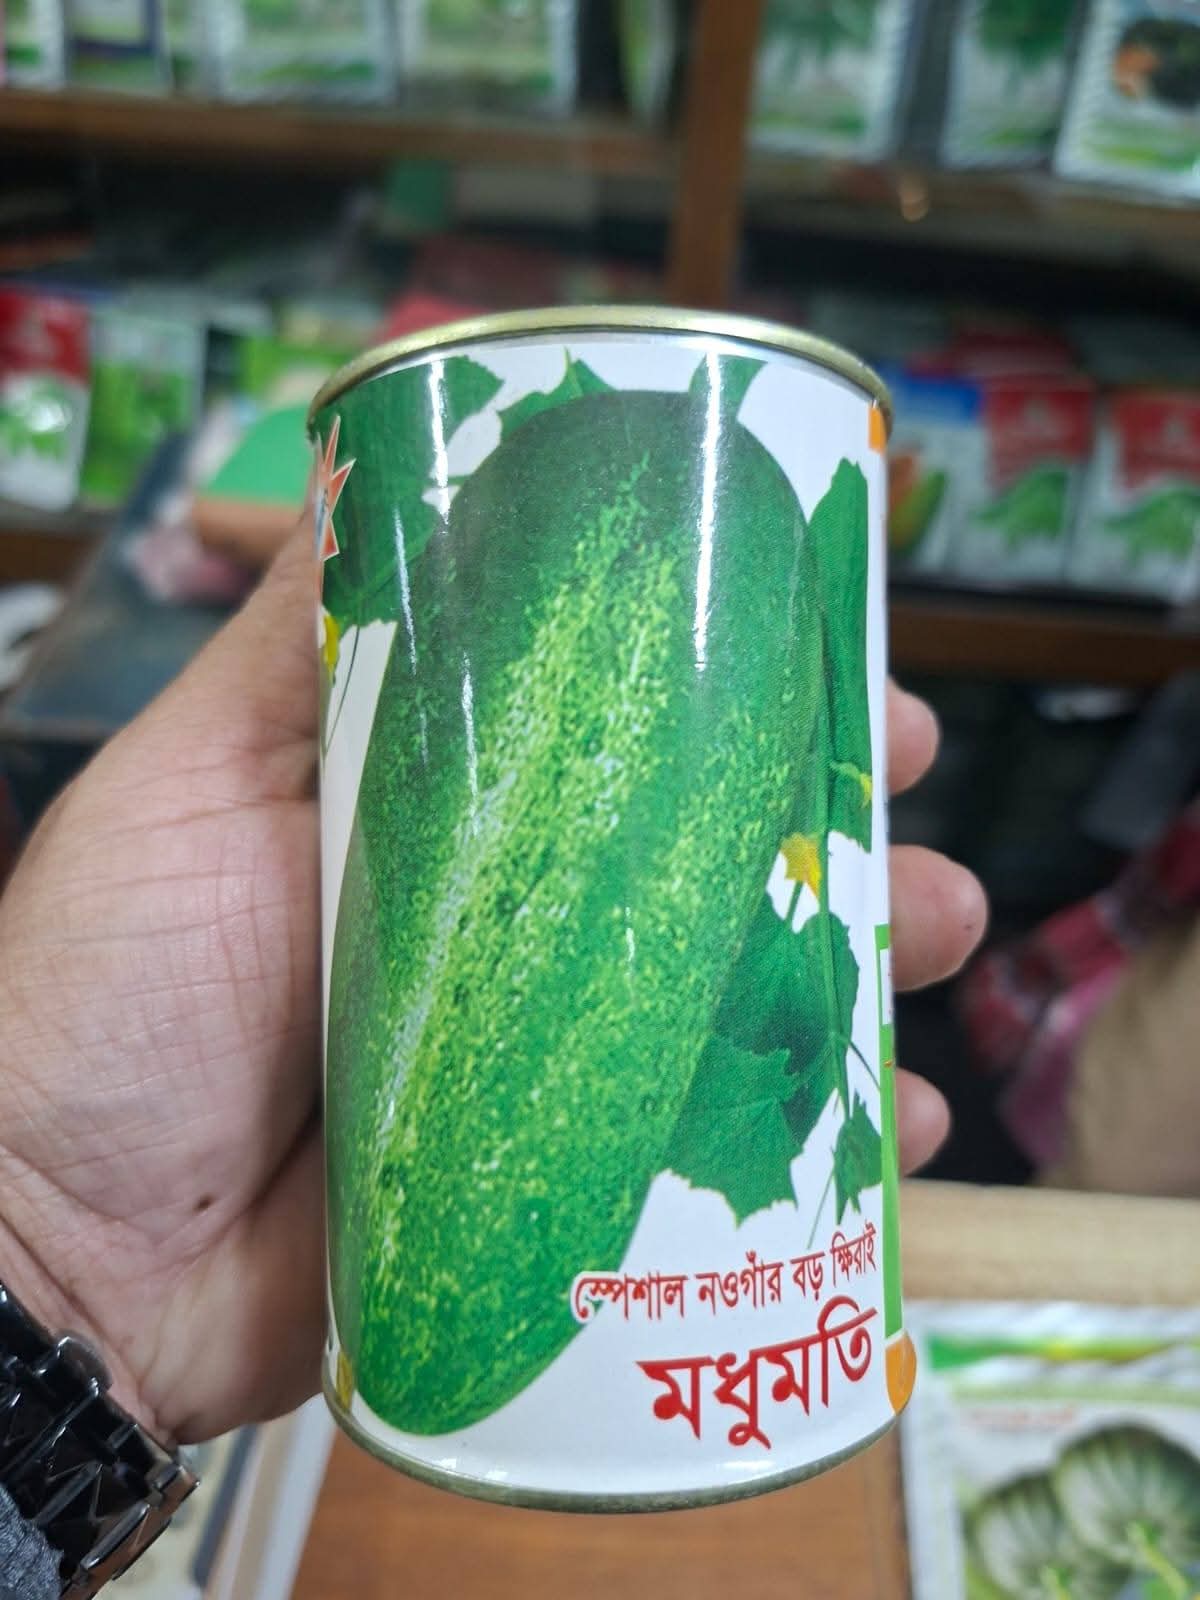 স্পেশাল নওগাঁর বড় ক্ষিরাই
মধুমতি